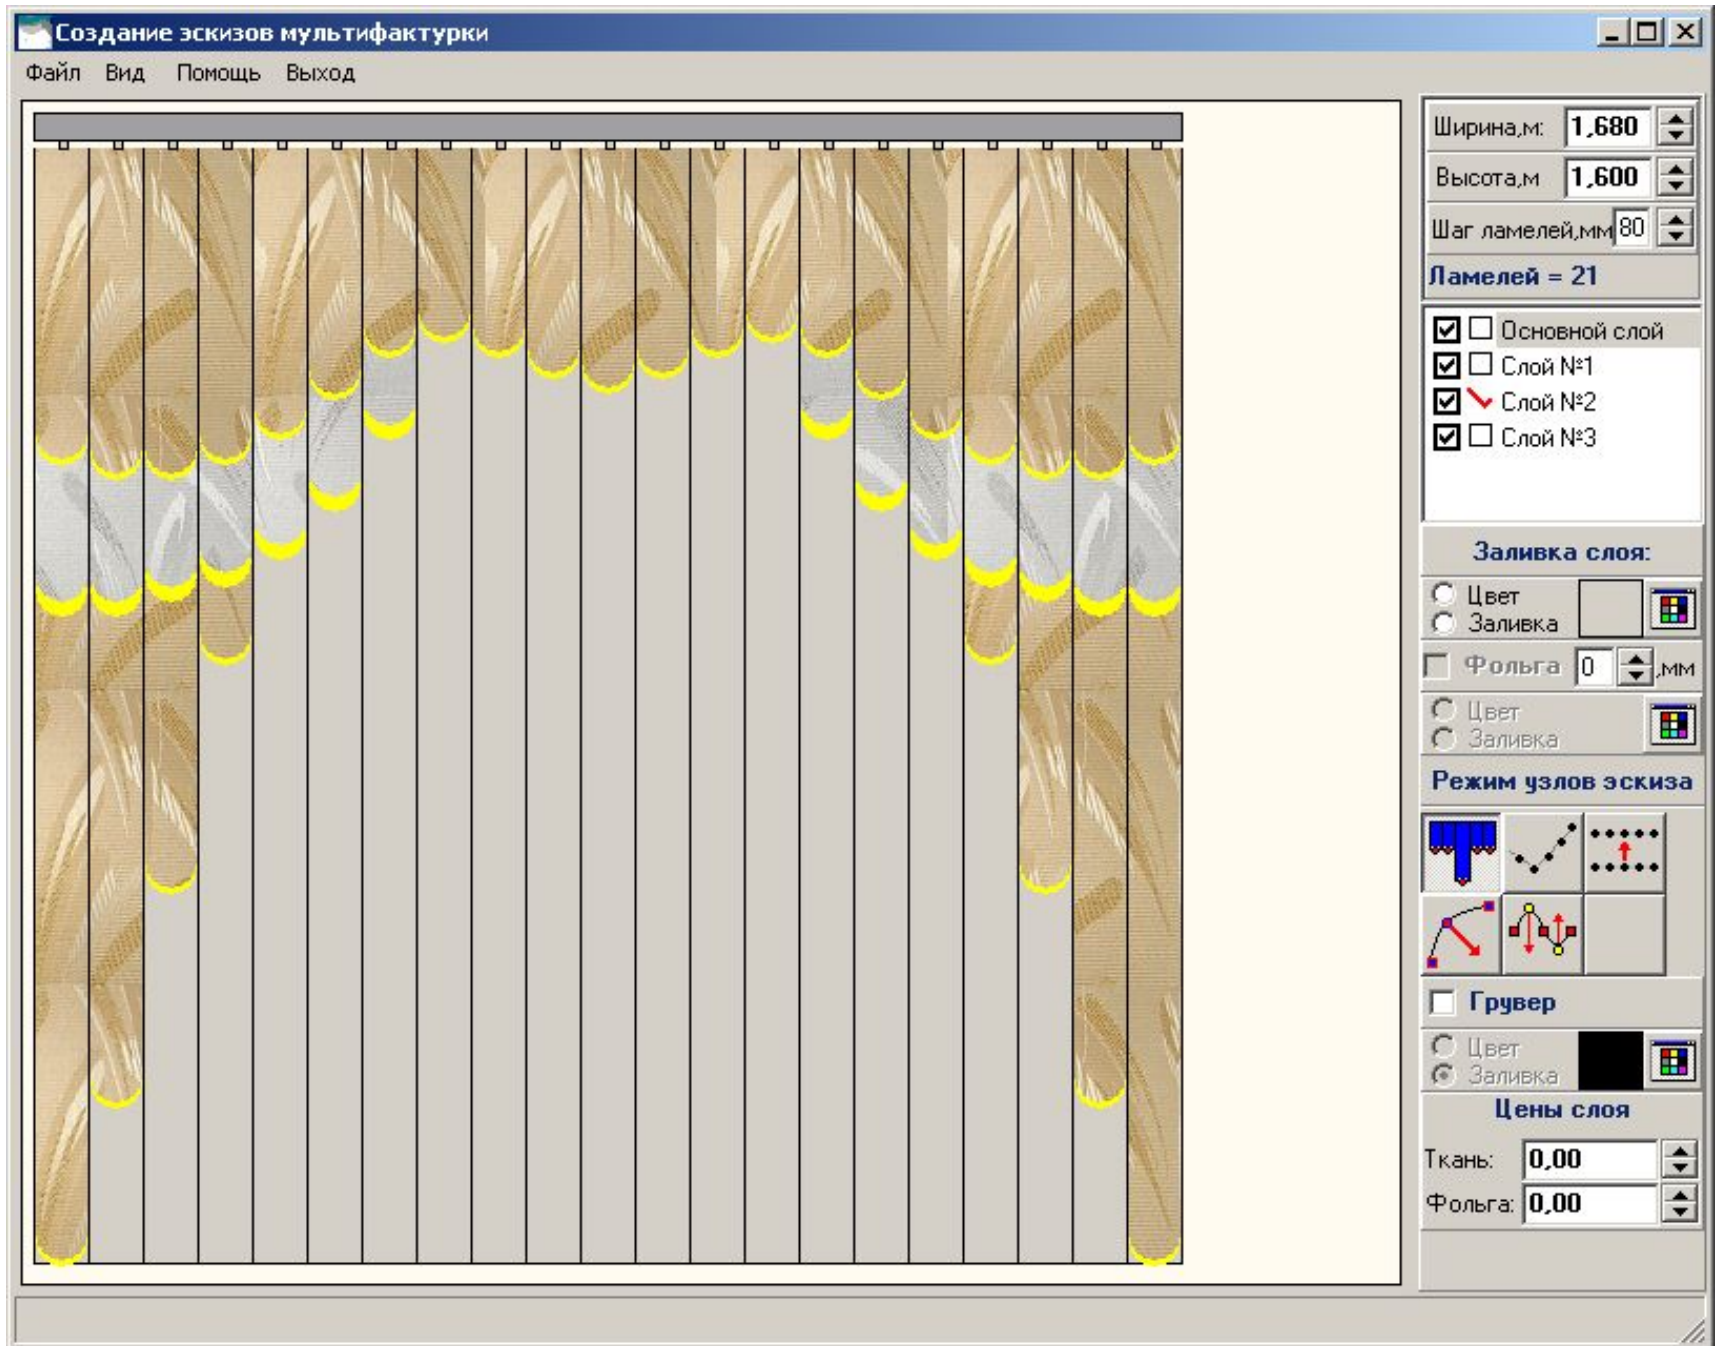 Создание эскизов мультифактурки
Файл Вид Помощь Выход
Ширина,м: 1,680
Высота,м 1,600
Шаг ламелей,мм 80
Ламелей = 21
Основной слой
Слой №1
Слой №2
Слой №3
Заливка слоя:
Цвет
Заливка
Фольга 0 ,мм
Цвет
Заливка
Режим узлов эскиза
Грувер
Цвет
Заливка
Цены слоя
Ткань: 0,00
Фольга: 0,00